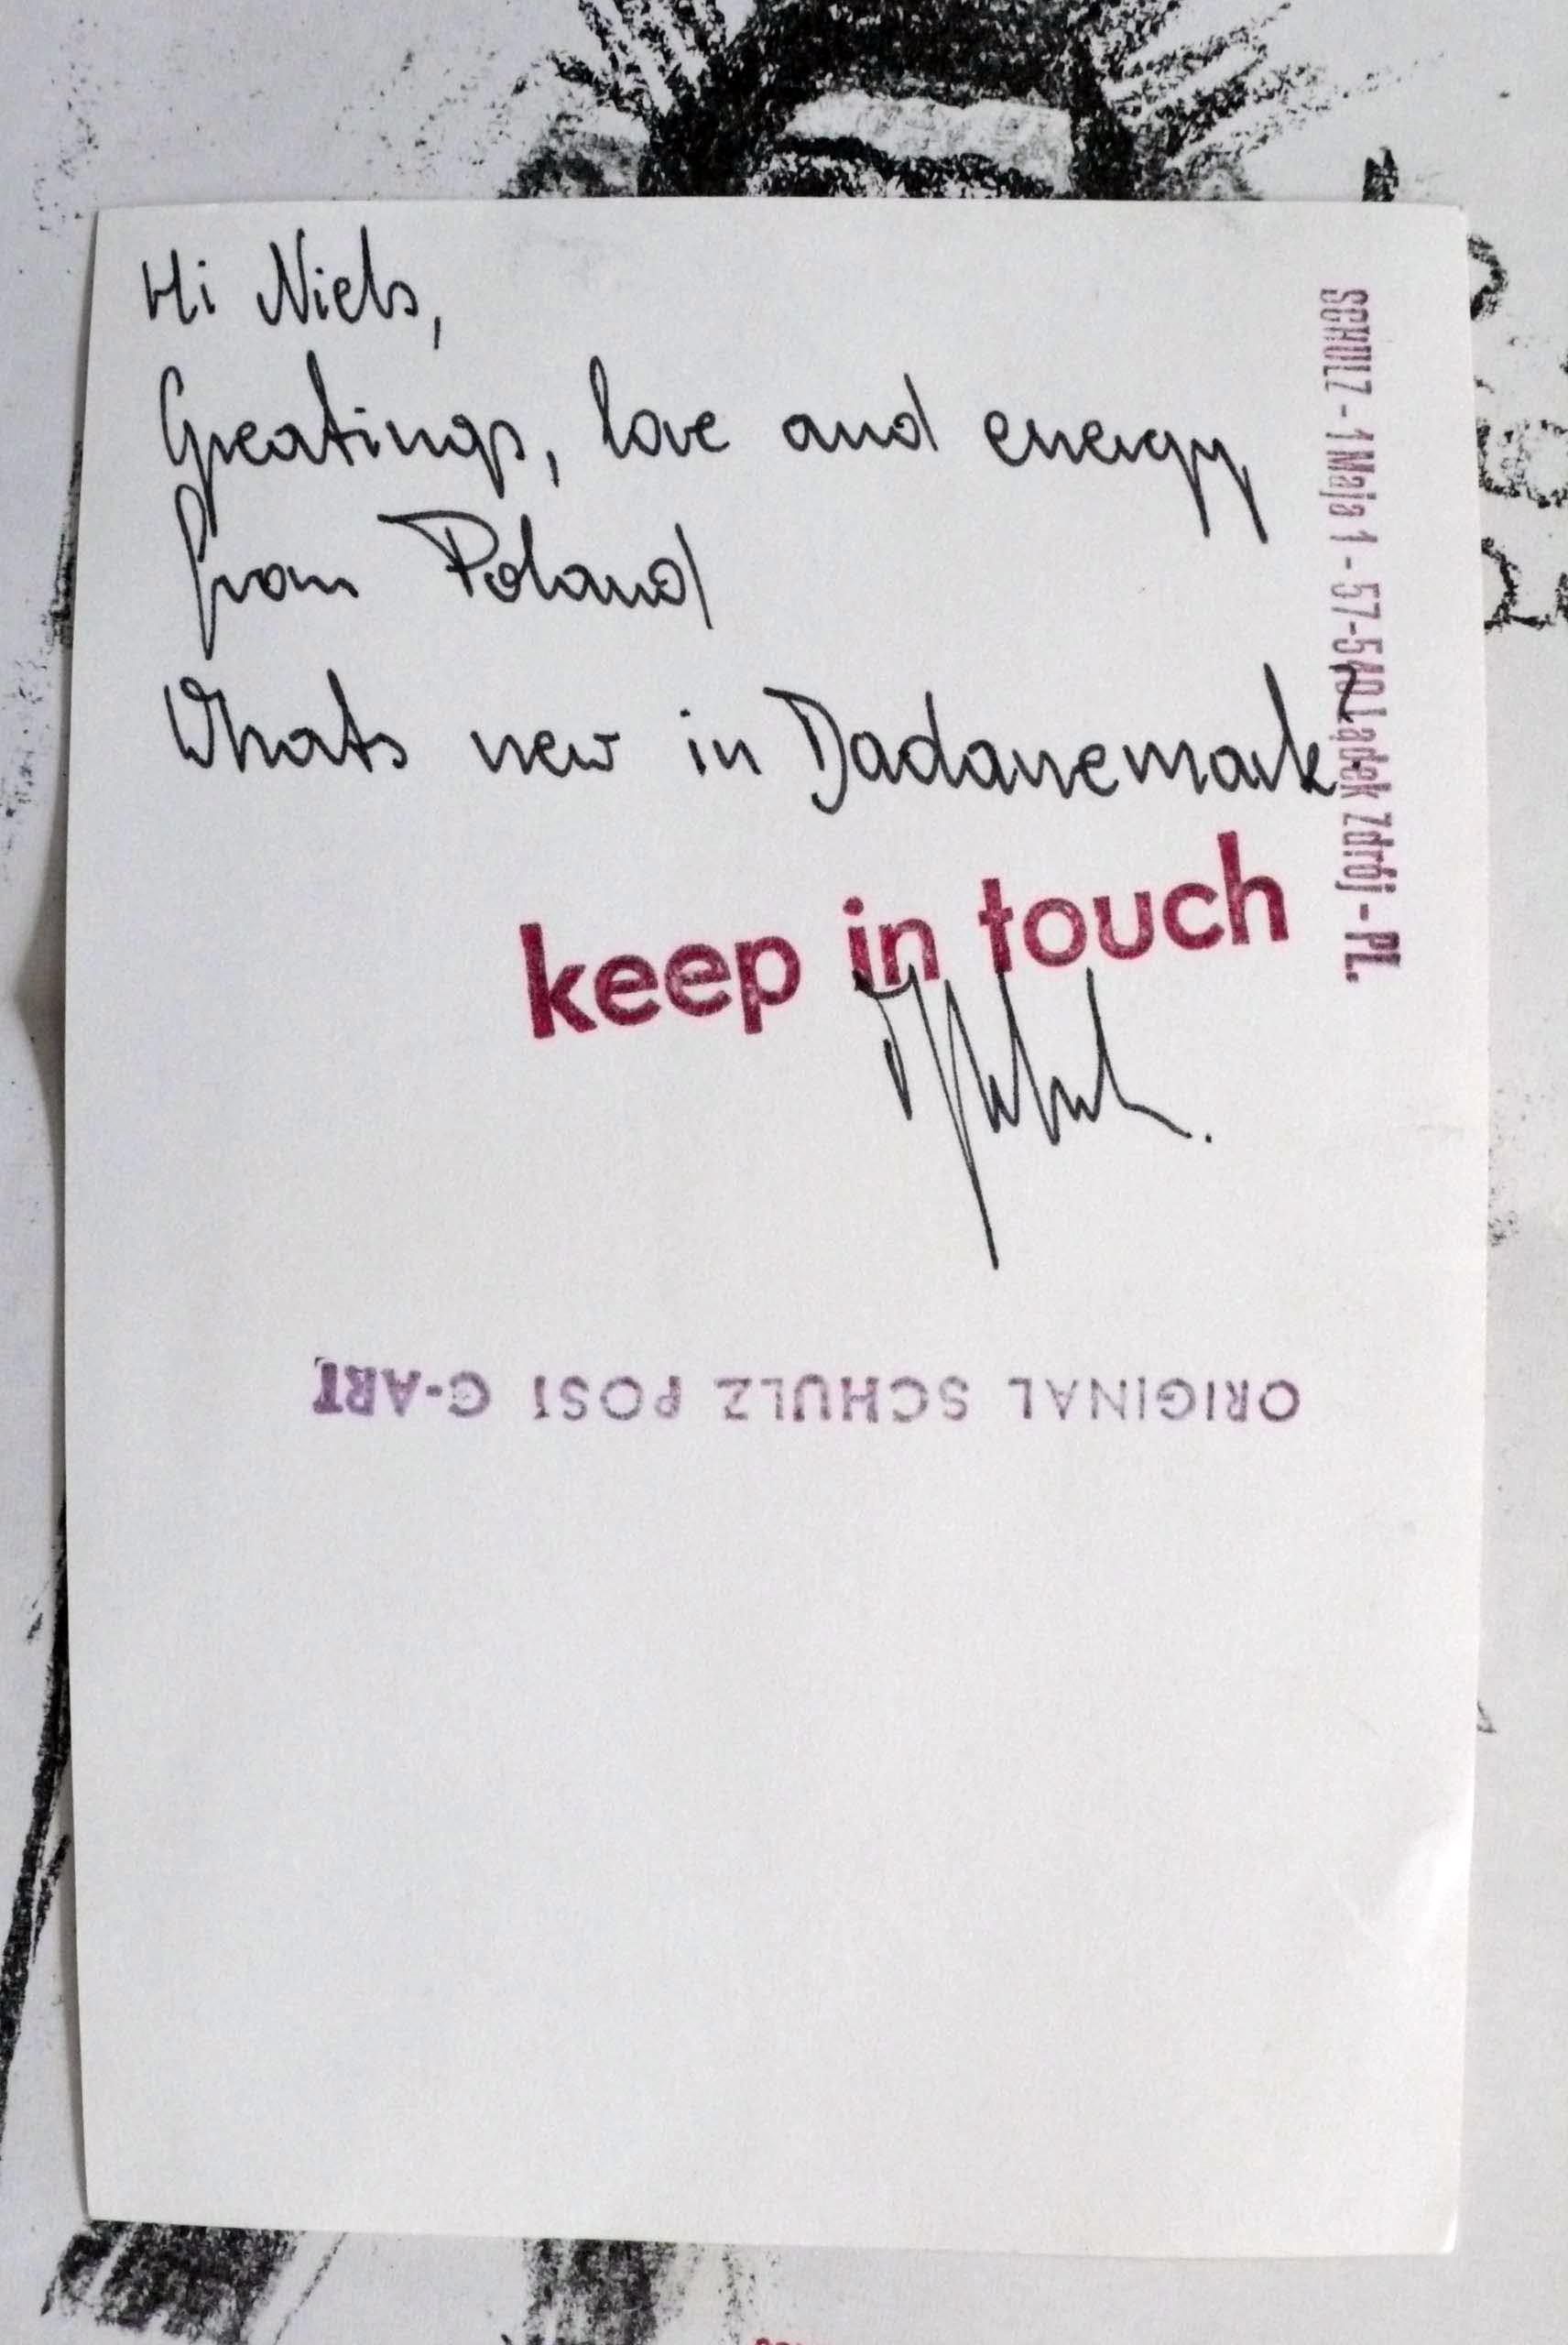 Hi Niels,
Greatings, love and energy
from Poland
Whats new in Dadanemark?
keep in touch
SCHULZ - 1 Maja 1 - 57-540 Lądek Zdrój - PL.
ORIGINAL SCHULZ POST C-ART